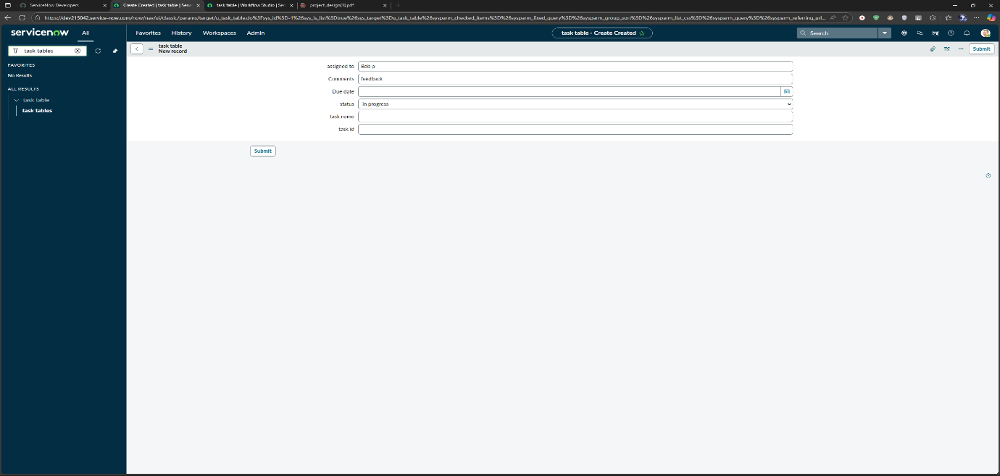 ServiceNow Developers
Create Created | task table | Servi
task table | Workflow Studio | Ser
project_design[1].pdf
https://dev213042.service-now.com/now/nav/ui/classic/params/target/u_task_table.do%3Fsys_id%3D-1%26sys_is_list%3Dtrue%26sys_target%3Du_task_table%26sysparm_checked_items%3D%26sysparm_fixed_query%3D%26sysparm_group_sort%3D%26sysparm_list_css%3D%26sysparm_query%3D%26sysparm_referring_url...
servicenow
All
Favorites
History
Workspaces
Admin
task table - Create Created
Search
task tables
FAVORITES
No Results
ALL RESULTS
task table
task tables
task table
New record
Submit
assigned to
Bob p
Comments
feedback
Due date
status
in progress
task name
task id
Submit